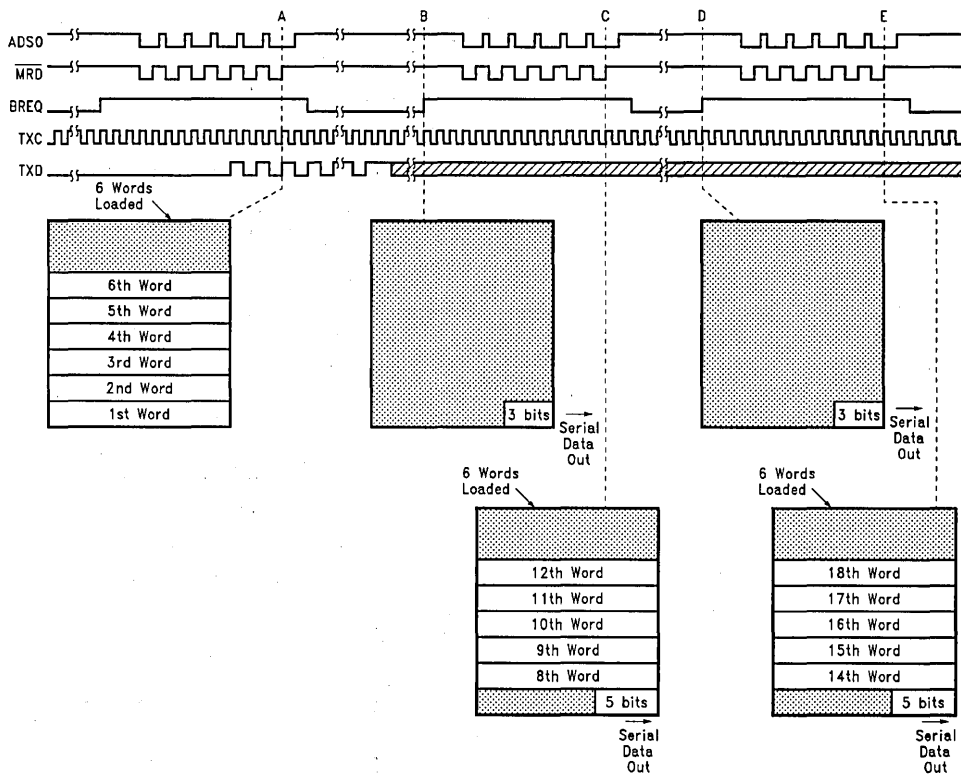 A B C D E
ADS0
MRD
BREQ
TXC
TXD
6 Words
Loaded
6th Word
5th Word
4th Word
3rd Word
2nd Word
1st Word
3 bits
Serial
Data
Out
3 bits
Serial
Data
Out
6 Words
Loaded
12th Word
11th Word
10th Word
9th Word
8th Word
5 bits
Serial
Data
Out
6 Words
Loaded
18th Word
17th Word
16th Word
15th Word
14th Word
5 bits
Serial
Data
Out